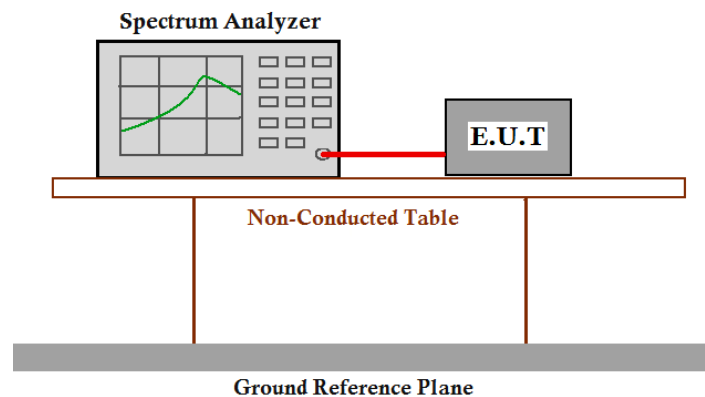 Spectrum Analyzer
E.U.T
Non-Conducted Table
Ground Reference Plane